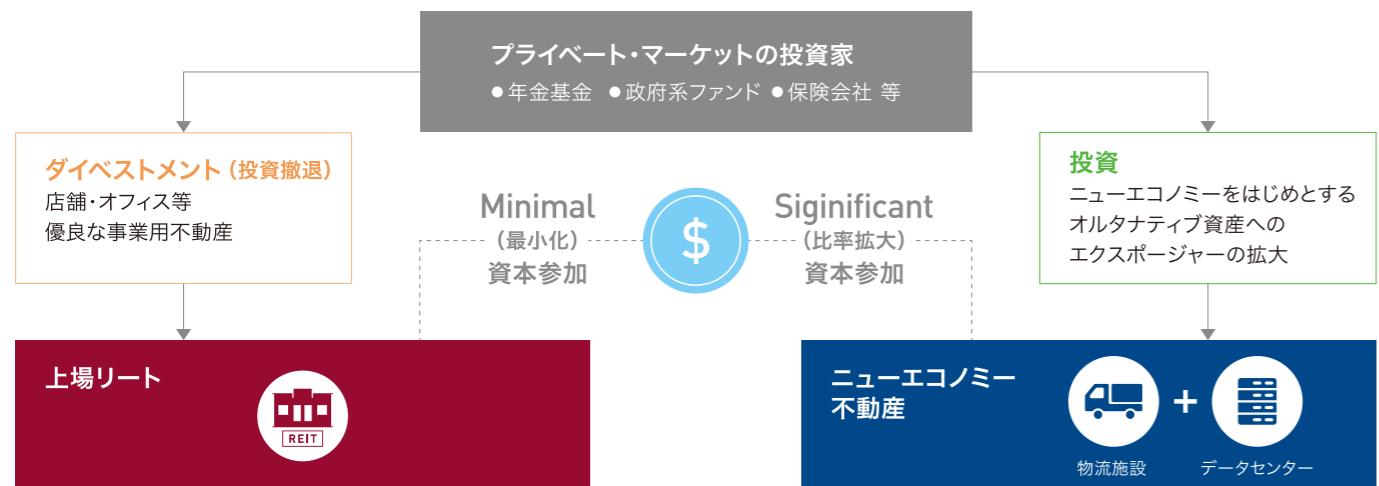 プライベート・マーケットの投資家
●年金基金 ●政府系ファンド ●保険会社 等
ダイベストメント（投資撤退）
店舗・オフィス等
優良な事業用不動産
Minimal
（最小化）
資本参加
$
Siginificant
（比率拡大）
資本参加
投資
ニューエコノミーをはじめとする
オルタナティブ資産への
エクスポージャーの拡大
上場リート
REIT
ニューエコノミー
不動産
+
物流施設
データセンター